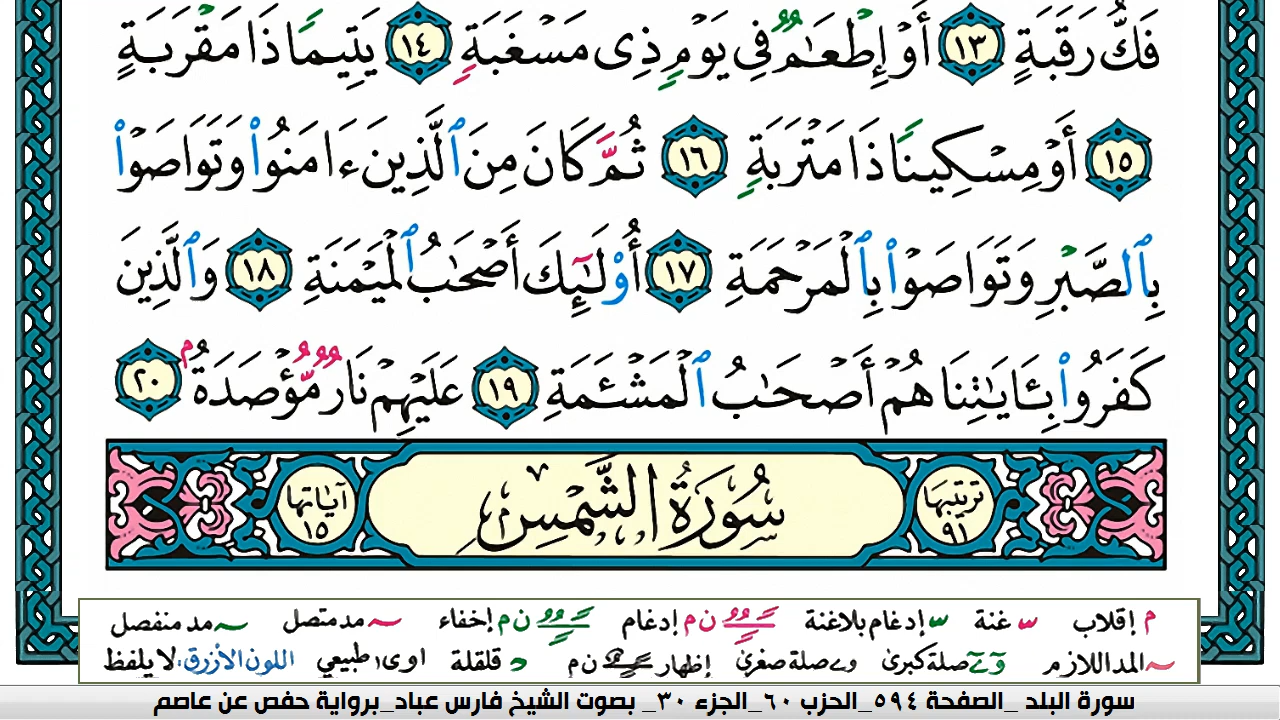 فَكُّ رَقَبَةٍ ١٣ أَوْ إِطْعَٰمٌ فِى يَوْمٍ ذِى مَسْغَبَةٍ ١٤ يَتِيمًا ذَا مَقْرَبَةٍ
١٥ أَوْ مِسْكِينًا ذَا مَتْرَبَةٍ ١٦ ثُمَّ كَانَ مِنَ ٱلَّذِينَ ءَامَنُوا۟ وَتَوَاصَوْا۟
بِٱلصَّبْرِ وَتَوَاصَوْا۟ بِٱلْمَرْحَمَةِ ١٧ أُو۟لَٰٓئِكَ أَصْحَٰبُ ٱلْمَيْمَنَةِ ١٨ وَٱلَّذِينَ
كَفَرُوا۟ بِـَٔايَٰتِنَا هُمْ أَصْحَٰبُ ٱلْمَشْـَٔمَةِ ١٩ عَلَيْهِمْ نَارٌ مُّؤْصَدَةٌۢ ٢٠
ترتيبها ٩١ سُورَةُ الشَّمْسِ آياتها ١٥
م إقلاب غنة إدغام بلاغنة ن م إدغام ن م إخفاء مد متصل مد منفصل
المد اللازم صلة كبرى و ے صلة صغرى إظهار ن م قلقلة اوى طبيعي اللون الأزرق: لا يلفظ
سورة البلد _الصفحة ٥٩٤_الحزب ٦٠_الجزء ٣٠_ بصوت الشيخ فارس عباد_برواية حفص عن عاصم